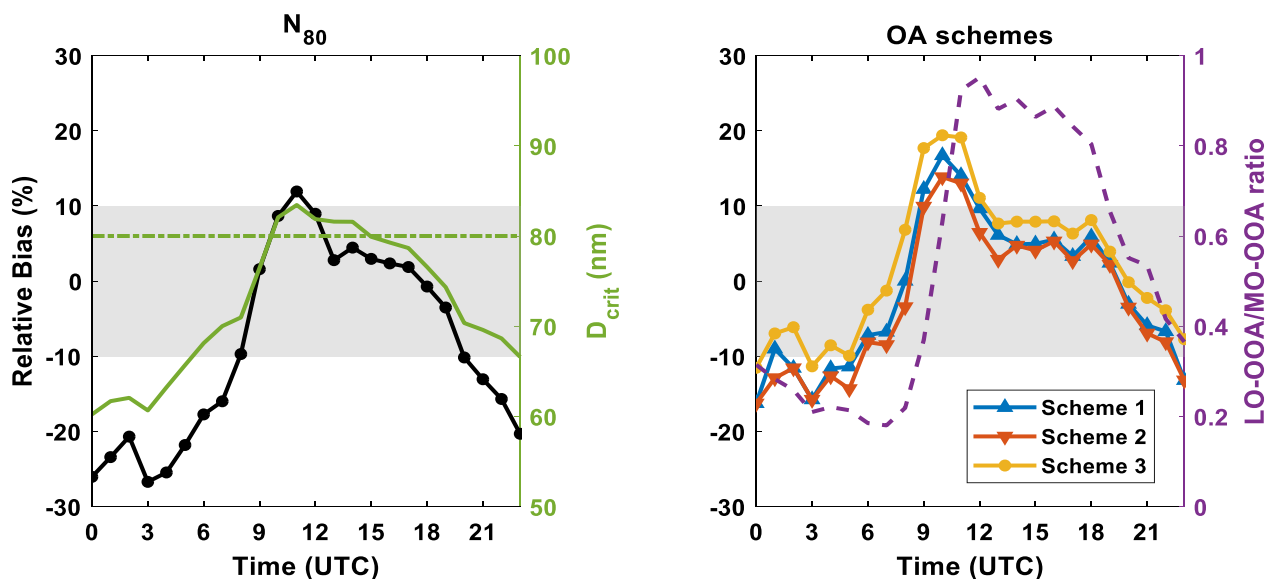 N80
30
20
10
0
-10
-20
-30
Relative Bias (%)
100
90
80
70
60
50
Dcrit (nm)
0 3 6 9 12 15 18 21
Time (UTC)
OA schemes
30
20
10
0
-10
-20
-30
1
0.8
0.6
0.4
0.2
0
LO-OOA/MO-OOA ratio
Scheme 1
Scheme 2
Scheme 3
0 3 6 9 12 15 18 21
Time (UTC)